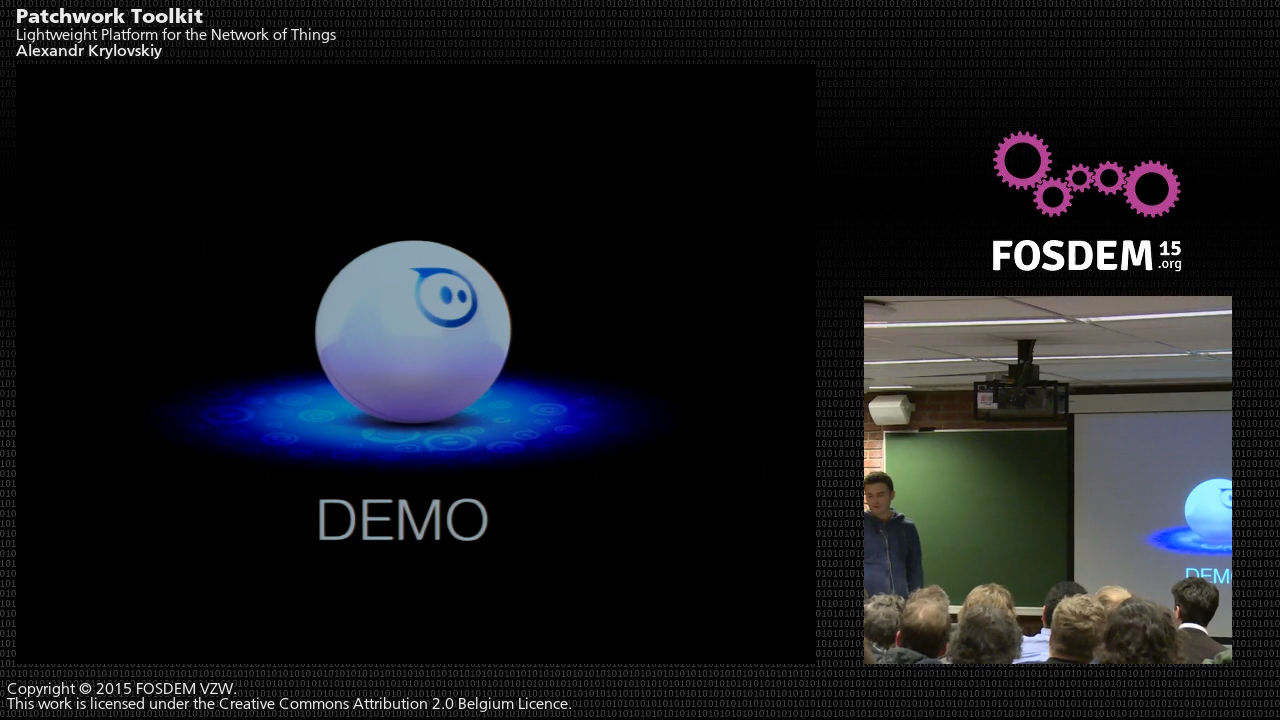 Patchwork Toolkit
Lightweight Platform for the Network of Things
Alexandr Krylovskiy
FOSDEM 15
.org
DEMO
DEM
Copyright © 2015 FOSDEM VZW.
This work is licensed under the Creative Commons Attribution 2.0 Belgium Licence.